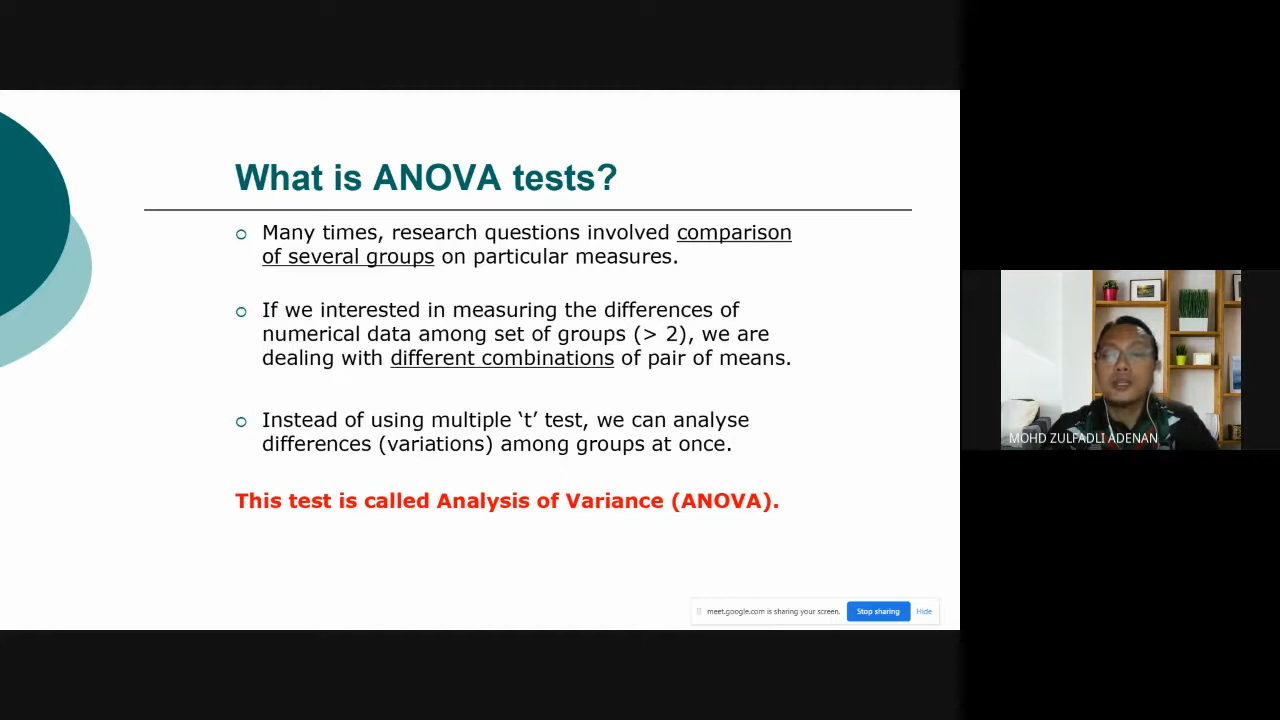 What is ANOVA tests?
Many times, research questions involved comparison
of several groups on particular measures.
If we interested in measuring the differences of
numerical data among set of groups (> 2), we are
dealing with different combinations of pair of means.
Instead of using multiple ‘t’ test, we can analyse
differences (variations) among groups at once.
This test is called Analysis of Variance (ANOVA).
meet.google.com is sharing your screen. Stop sharing Hide
MOHD ZULFADLI ADENAN